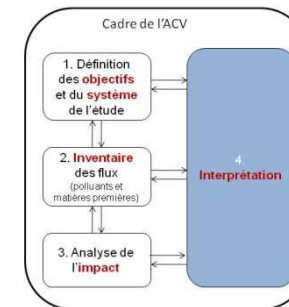 Cadre de l'ACV
1. Définition
des objectifs
et du système
de l'étude
2. Inventaire
des flux
(polluants et
matières premières)
3. Analyse de
l'impact
4.
Interprétation